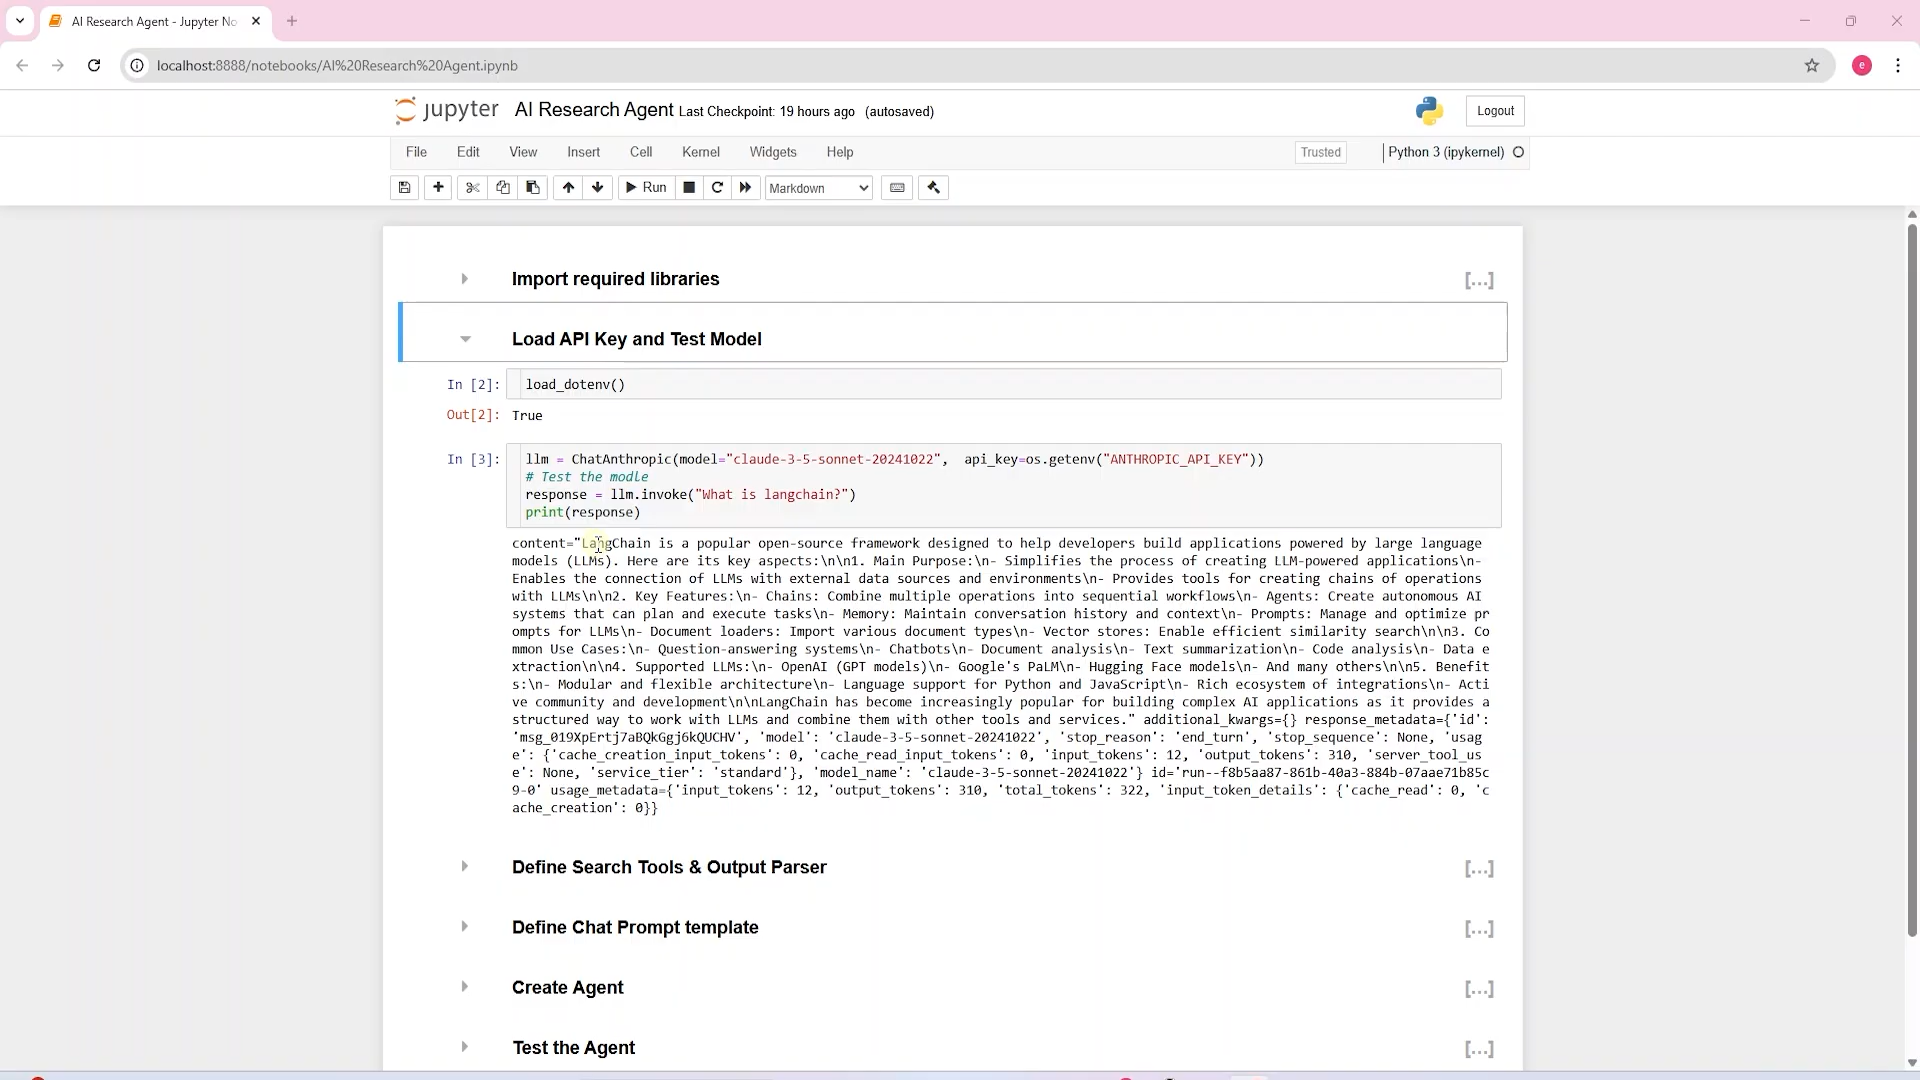 AI Research Agent - Jupyter No
localhost:8888/notebooks/AI%20Research%20Agent.ipynb
e
jupyter AI Research Agent Last Checkpoint: 19 hours ago (autosaved)
Logout
File Edit View Insert Cell Kernel Widgets Help
Trusted
Python 3 (ipykernel)
Run
Markdown
Import required libraries
[...]
Load API Key and Test Model
In [2]: load_dotenv()
Out[2]: True
In [3]: llm = ChatAnthropic(model="claude-3-5-sonnet-20241022",  api_key=os.getenv("ANTHROPIC_API_KEY"))
# Test the modle
response = llm.invoke("What is langchain?")
print(response)
content="LangChain is a popular open-source framework designed to help developers build applications powered by large language
models (LLMs). Here are its key aspects:\n\n1. Main Purpose:\n- Simplifies the process of creating LLM-powered applications\n-
Enables the connection of LLMs with external data sources and environments\n- Provides tools for creating chains of operations
with LLMs\n\n2. Key Features:\n- Chains: Combine multiple operations into sequential workflows\n- Agents: Create autonomous AI
systems that can plan and execute tasks\n- Memory: Maintain conversation history and context\n- Prompts: Manage and optimize pr
ompts for LLMs\n- Document loaders: Import various document types\n- Vector stores: Enable efficient similarity search\n\n3. Co
mmon Use Cases:\n- Question-answering systems\n- Chatbots\n- Document analysis\n- Text summarization\n- Code analysis\n- Data e
xtraction\n\n4. Supported LLMs:\n- OpenAI (GPT models)\n- Google's PaLM\n- Hugging Face models\n- And many others\n\n5. Benefit
s:\n- Modular and flexible architecture\n- Language support for Python and JavaScript\n- Rich ecosystem of integrations\n- Acti
ve community and development\n\nLangChain has become increasingly popular for building complex AI applications as it provides a
structured way to work with LLMs and combine them with other tools and services." additional_kwargs={} response_metadata={'id':
'msg_019XpErtj7aBQkGgj6kQUCHV', 'model': 'claude-3-5-sonnet-20241022', 'stop_reason': 'end_turn', 'stop_sequence': None, 'usag
e': {'cache_creation_input_tokens': 0, 'cache_read_input_tokens': 0, 'input_tokens': 12, 'output_tokens': 310, 'server_tool_us
e': None, 'service_tier': 'standard'}, 'model_name': 'claude-3-5-sonnet-20241022'} id='run--f8b5aa87-861b-40a3-884b-07aae71b85c
9-0' usage_metadata={'input_tokens': 12, 'output_tokens': 310, 'total_tokens': 322, 'input_token_details': {'cache_read': 0, 'c
ache_creation': 0}}
Define Search Tools & Output Parser
[...]
Define Chat Prompt template
[...]
Create Agent
[...]
Test the Agent
[...]